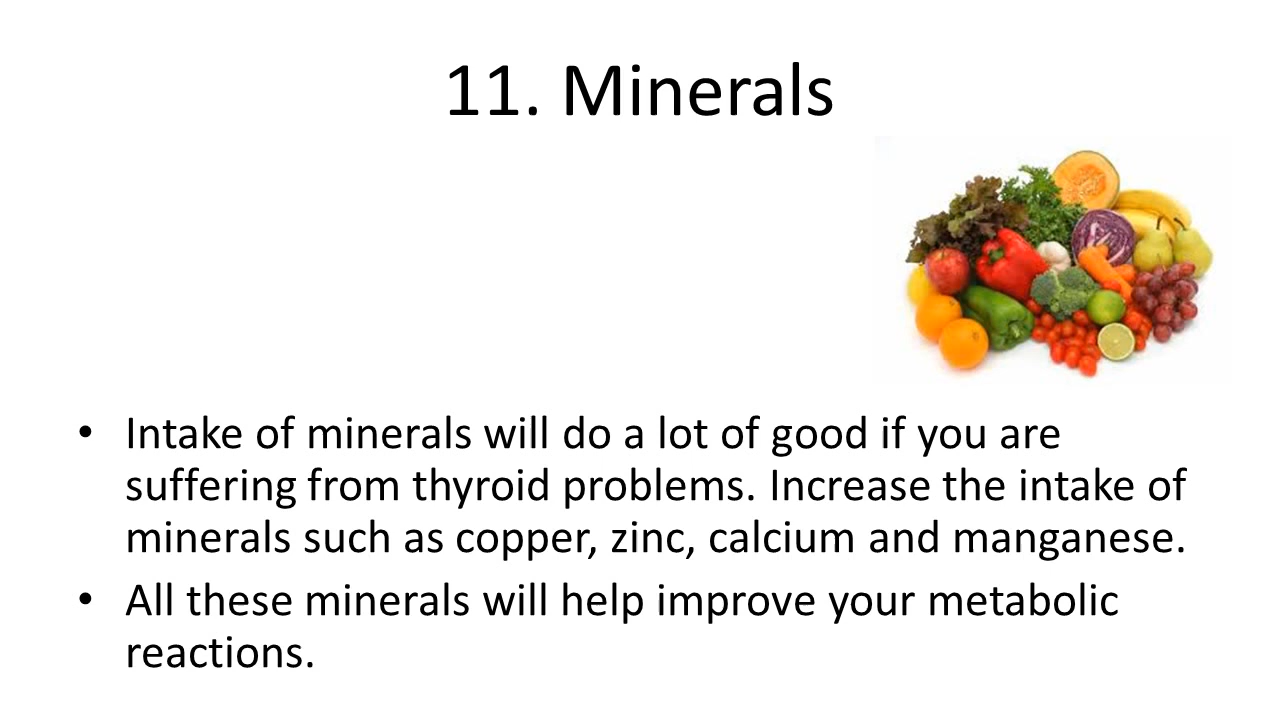 11. Minerals
• Intake of minerals will do a lot of good if you are
suffering from thyroid problems. Increase the intake of
minerals such as copper, zinc, calcium and manganese.
• All these minerals will help improve your metabolic
reactions.